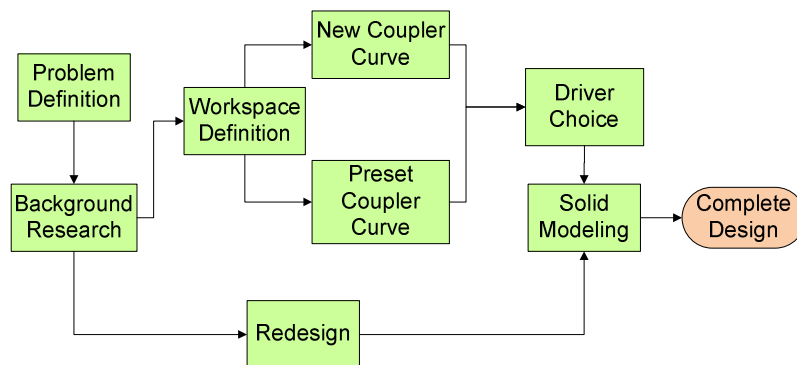 Problem
Definition
Background
Research
Workspace
Definition
New Coupler
Curve
Preset
Coupler
Curve
Driver
Choice
Solid
Modeling
Complete
Design
Redesign